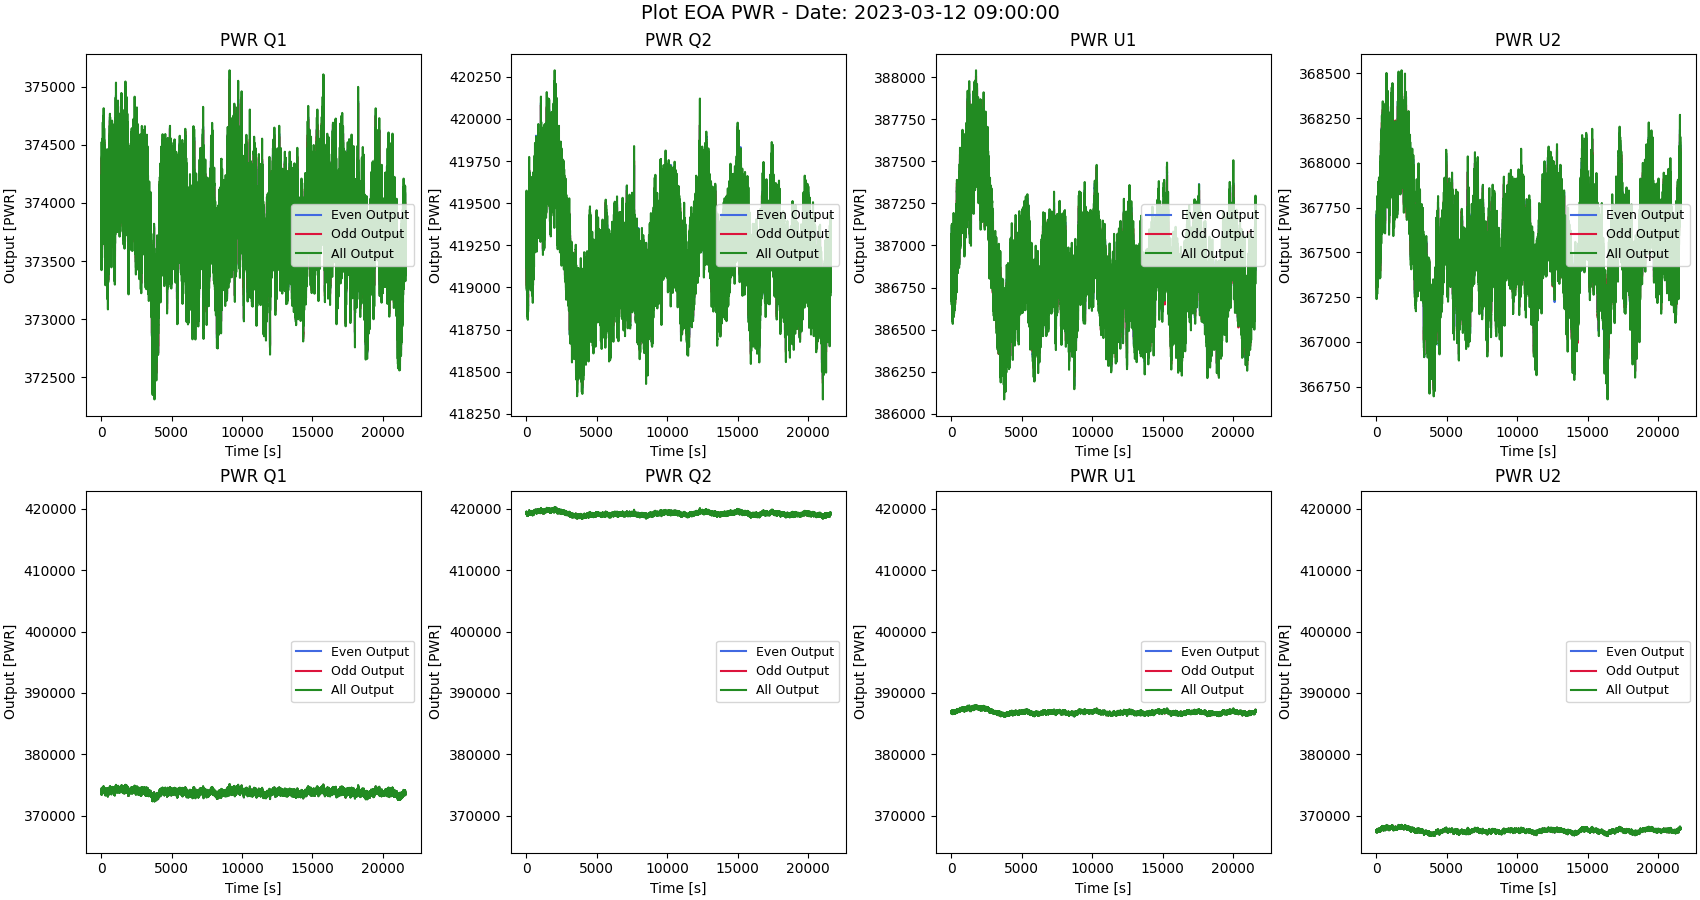 Plot EOA PWR - Date: 2023-03-12 09:00:00
PWR Q1
Output [PWR]
375000
374500
374000
373500
373000
372500
Even Output
Odd Output
All Output
0 5000 10000 15000 20000
Time [s]
PWR Q2
Output [PWR]
420250
420000
419750
419500
419250
419000
418750
418500
418250
Even Output
Odd Output
All Output
0 5000 10000 15000 20000
Time [s]
PWR U1
Output [PWR]
388000
387750
387500
387250
387000
386750
386500
386250
386000
Even Output
Odd Output
All Output
0 5000 10000 15000 20000
Time [s]
PWR U2
Output [PWR]
368500
368250
368000
367750
367500
367250
367000
366750
Even Output
Odd Output
All Output
0 5000 10000 15000 20000
Time [s]
PWR Q1
Output [PWR]
420000
410000
400000
390000
380000
370000
Even Output
Odd Output
All Output
0 5000 10000 15000 20000
Time [s]
PWR Q2
Output [PWR]
420000
410000
400000
390000
380000
370000
Even Output
Odd Output
All Output
0 5000 10000 15000 20000
Time [s]
PWR U1
Output [PWR]
420000
410000
400000
390000
380000
370000
Even Output
Odd Output
All Output
0 5000 10000 15000 20000
Time [s]
PWR U2
Output [PWR]
420000
410000
400000
390000
380000
370000
Even Output
Odd Output
All Output
0 5000 10000 15000 20000
Time [s]